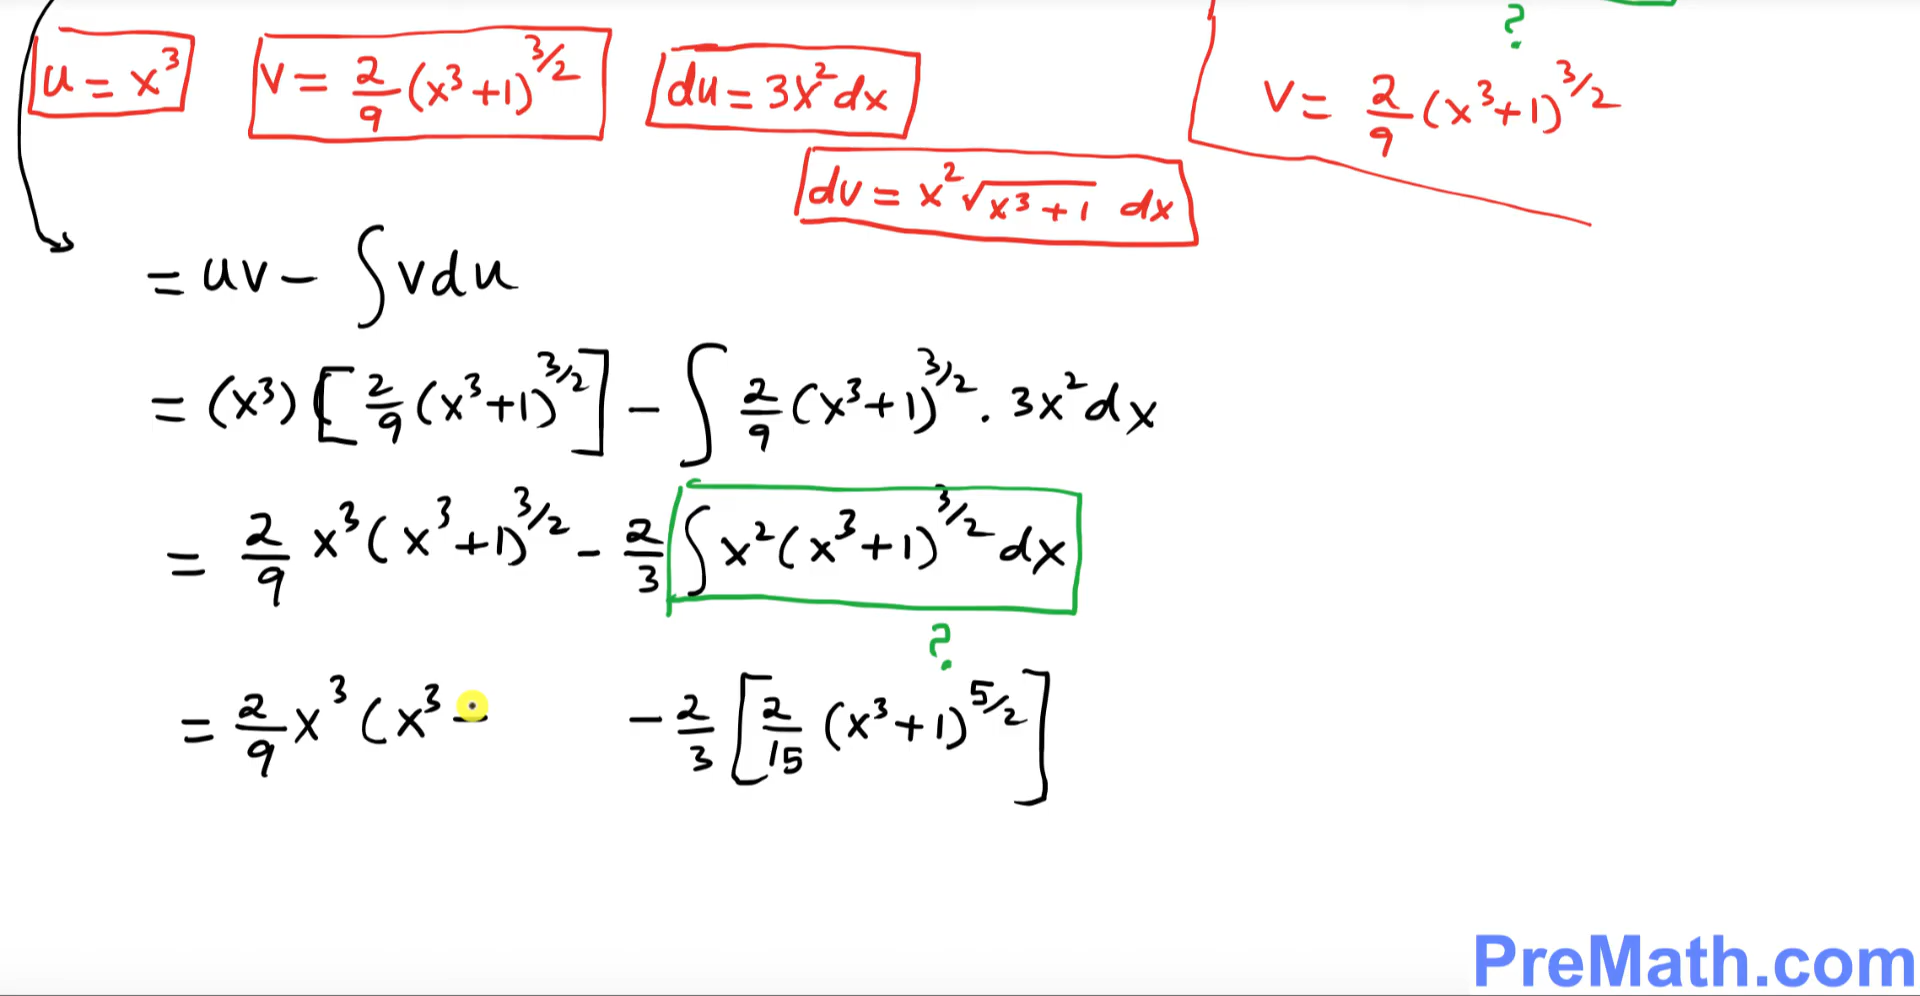 ?
u = x³ v = 2/9 (x³+1)^3/2 du = 3x² dx v = 2/9 (x³+1)^3/2
dv = x² √(x³+1) dx
= uv - ∫ v du
= (x³) [2/9 (x³+1)^3/2] - ∫ 2/9 (x³+1)^3/2 . 3x² dx
= 2/9 x³ (x³+1)^3/2 - 2/3 ∫ x² (x³+1)^3/2 dx
?
= 2/9 x³ (x³ - 2/3 [2/15 (x³+1)^5/2]
PreMath.com